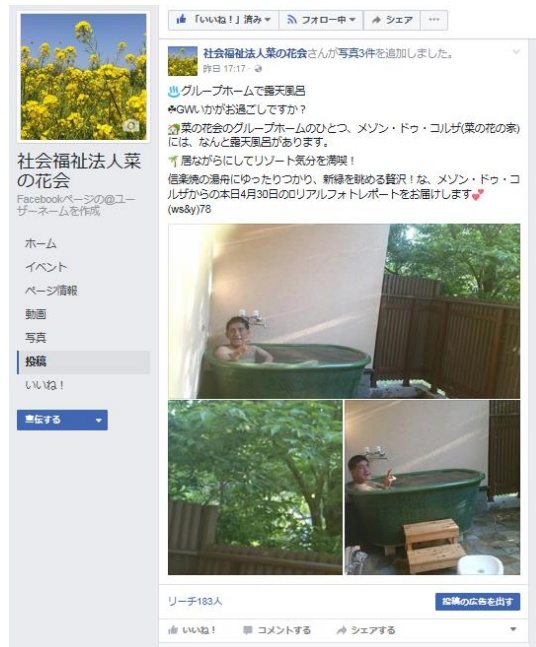 「いいね！」済み
フォロー中
シェア
社会福祉法人菜の花会さんが写真3件を追加しました。
昨日 17:17
社会福祉法人菜
の花会
Facebookページの@ユー
ザーネームを作成
ホーム
イベント
ページ情報
動画
写真
投稿
いいね！
宣伝する
♨グループホームで露天風呂
☘GWいかがお過ごしですか？
菜の花会のグループホームのひとつ、メゾン・ドゥ・コルザ(菜の花の家)
には、なんと露天風呂があります。
🌴居ながらにしてリゾート気分を満喫！
信楽焼の湯舟にゆったりつかり、新緑を眺める贅沢！な、メゾン・ドゥ・コ
ルザからの本日4月30日のリアルフォトレポートをお届けします💕
(ws&y)78
リーチ183人
投稿の広告を出す
いいね！
コメントする
シェアする